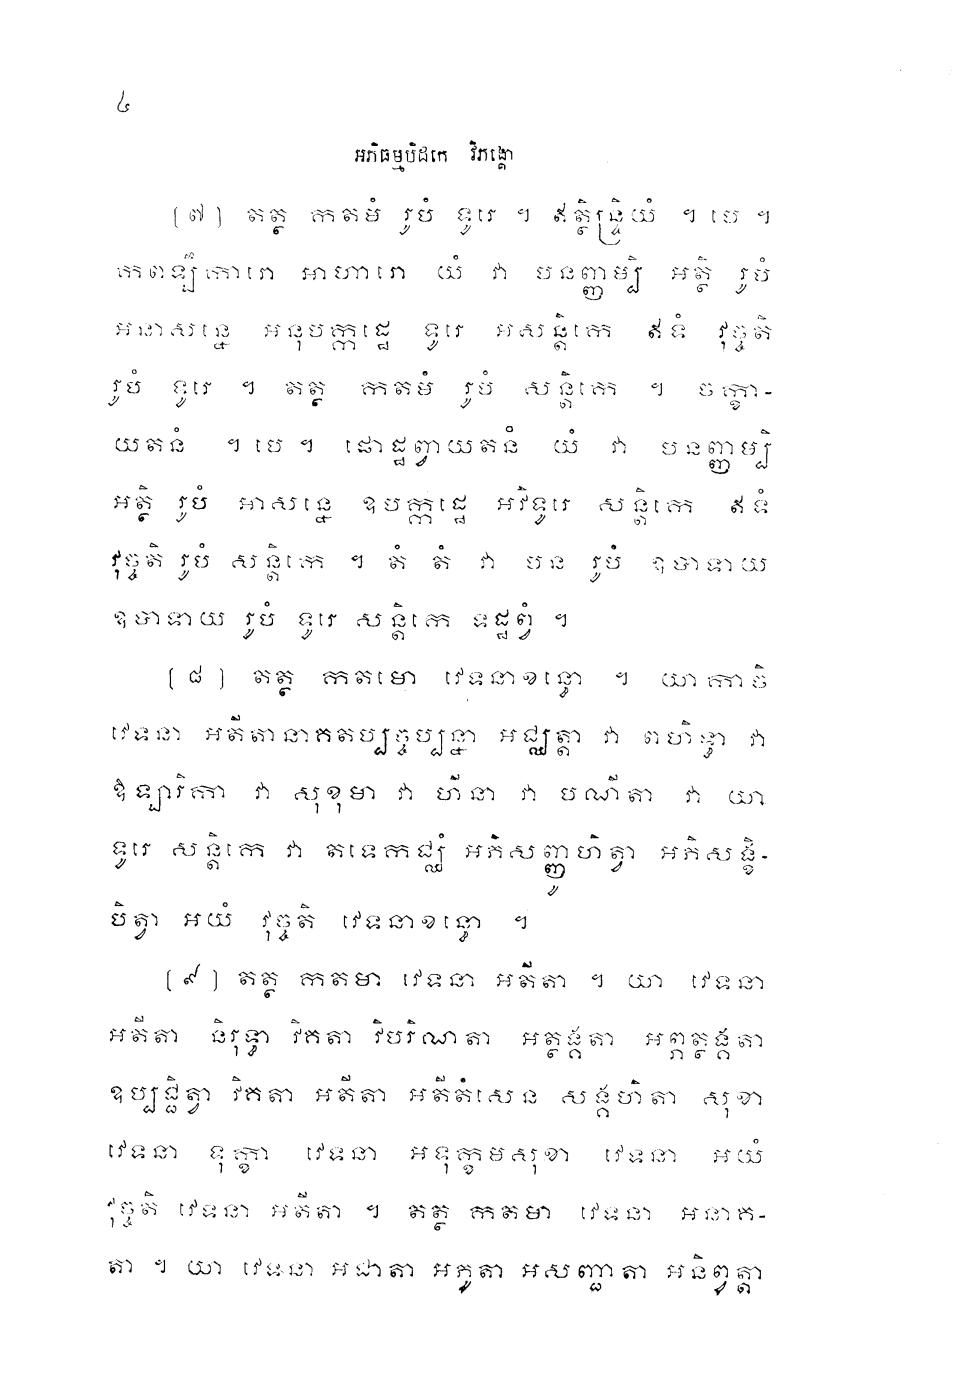 ៤
អភិធម្មបិដកេ វិភង្គោ
(៧) តត្ថ កតមំ រូបំ ទូរេ ។ ឥត្ថិន្ទ្រិយំ ។ បេ ។
កពឡីការោ អាហារោ យំ វា បនញ្ញម្បិ អត្ថិ រូបំ
អនាសន្នេ អនុបក្កដ្ឋេ ទូរេ អសន្តិកេ ឥទំ វុច្ចតិ
រូបំ ទូរេ ។ តត្ថ កតមំ រូបំ សន្តិកេ ។ ចក្ខា-
យតនំ ។ បេ ។ ផោដ្ឋព្វាយតនំ យំ វា បនញ្ញម្បិ
អត្ថិ រូបំ អាសន្នេ ឧបក្កដ្ឋេ អវិទូរេ សន្តិកេ ឥទំ
វុច្ចតិ រូបំ សន្តិកេ ។ តំ តំ វា បន រូបំ ឧបាទាយ
ឧបាទាយ រូបំ ទូរេ សន្តិកេ ទដ្ឋព្វំ ។
(៨) តត្ថ កតមោ វេទនាខន្ធោ ។ យា កាចិ
វេទនា អតីតានាគតប្បច្ចុប្បន្នា អជ្ឈត្តា វា ពហិទ្ធា វា
ឱឡារិកា វា សុខុមា វា ហីនា វា បណីតា វា យា
ទូរេ សន្តិកេ វា តទេកជ្ឈំ អភិសញ្ញូហិត្វា អភិសង្ខិ-
បិត្វា អយំ វុច្ចតិ វេទនាខន្ធោ ។
(៩) តត្ថ កតមា វេទនា អតីតា ។ យា វេទនា
អតីតា និរុទ្ធា វិគតា វិបរិណតា អត្ថង្គតា អព្ភត្ថង្គតា
ឧប្បជ្ជិត្វា វិគតា អតីតា អតីតំសេន សង្គហិតា សុខា
វេទនា ទុក្ខា វេទនា អទុក្ខមសុខា វេទនា អយំ
វុច្ចតិ វេទនា អតីតា ។ តត្ថ កតមា វេទនា អនាគ-
តា ។ យា វេទនា អជាតា អភូតា អសញ្ជាតា អនិព្វត្តា